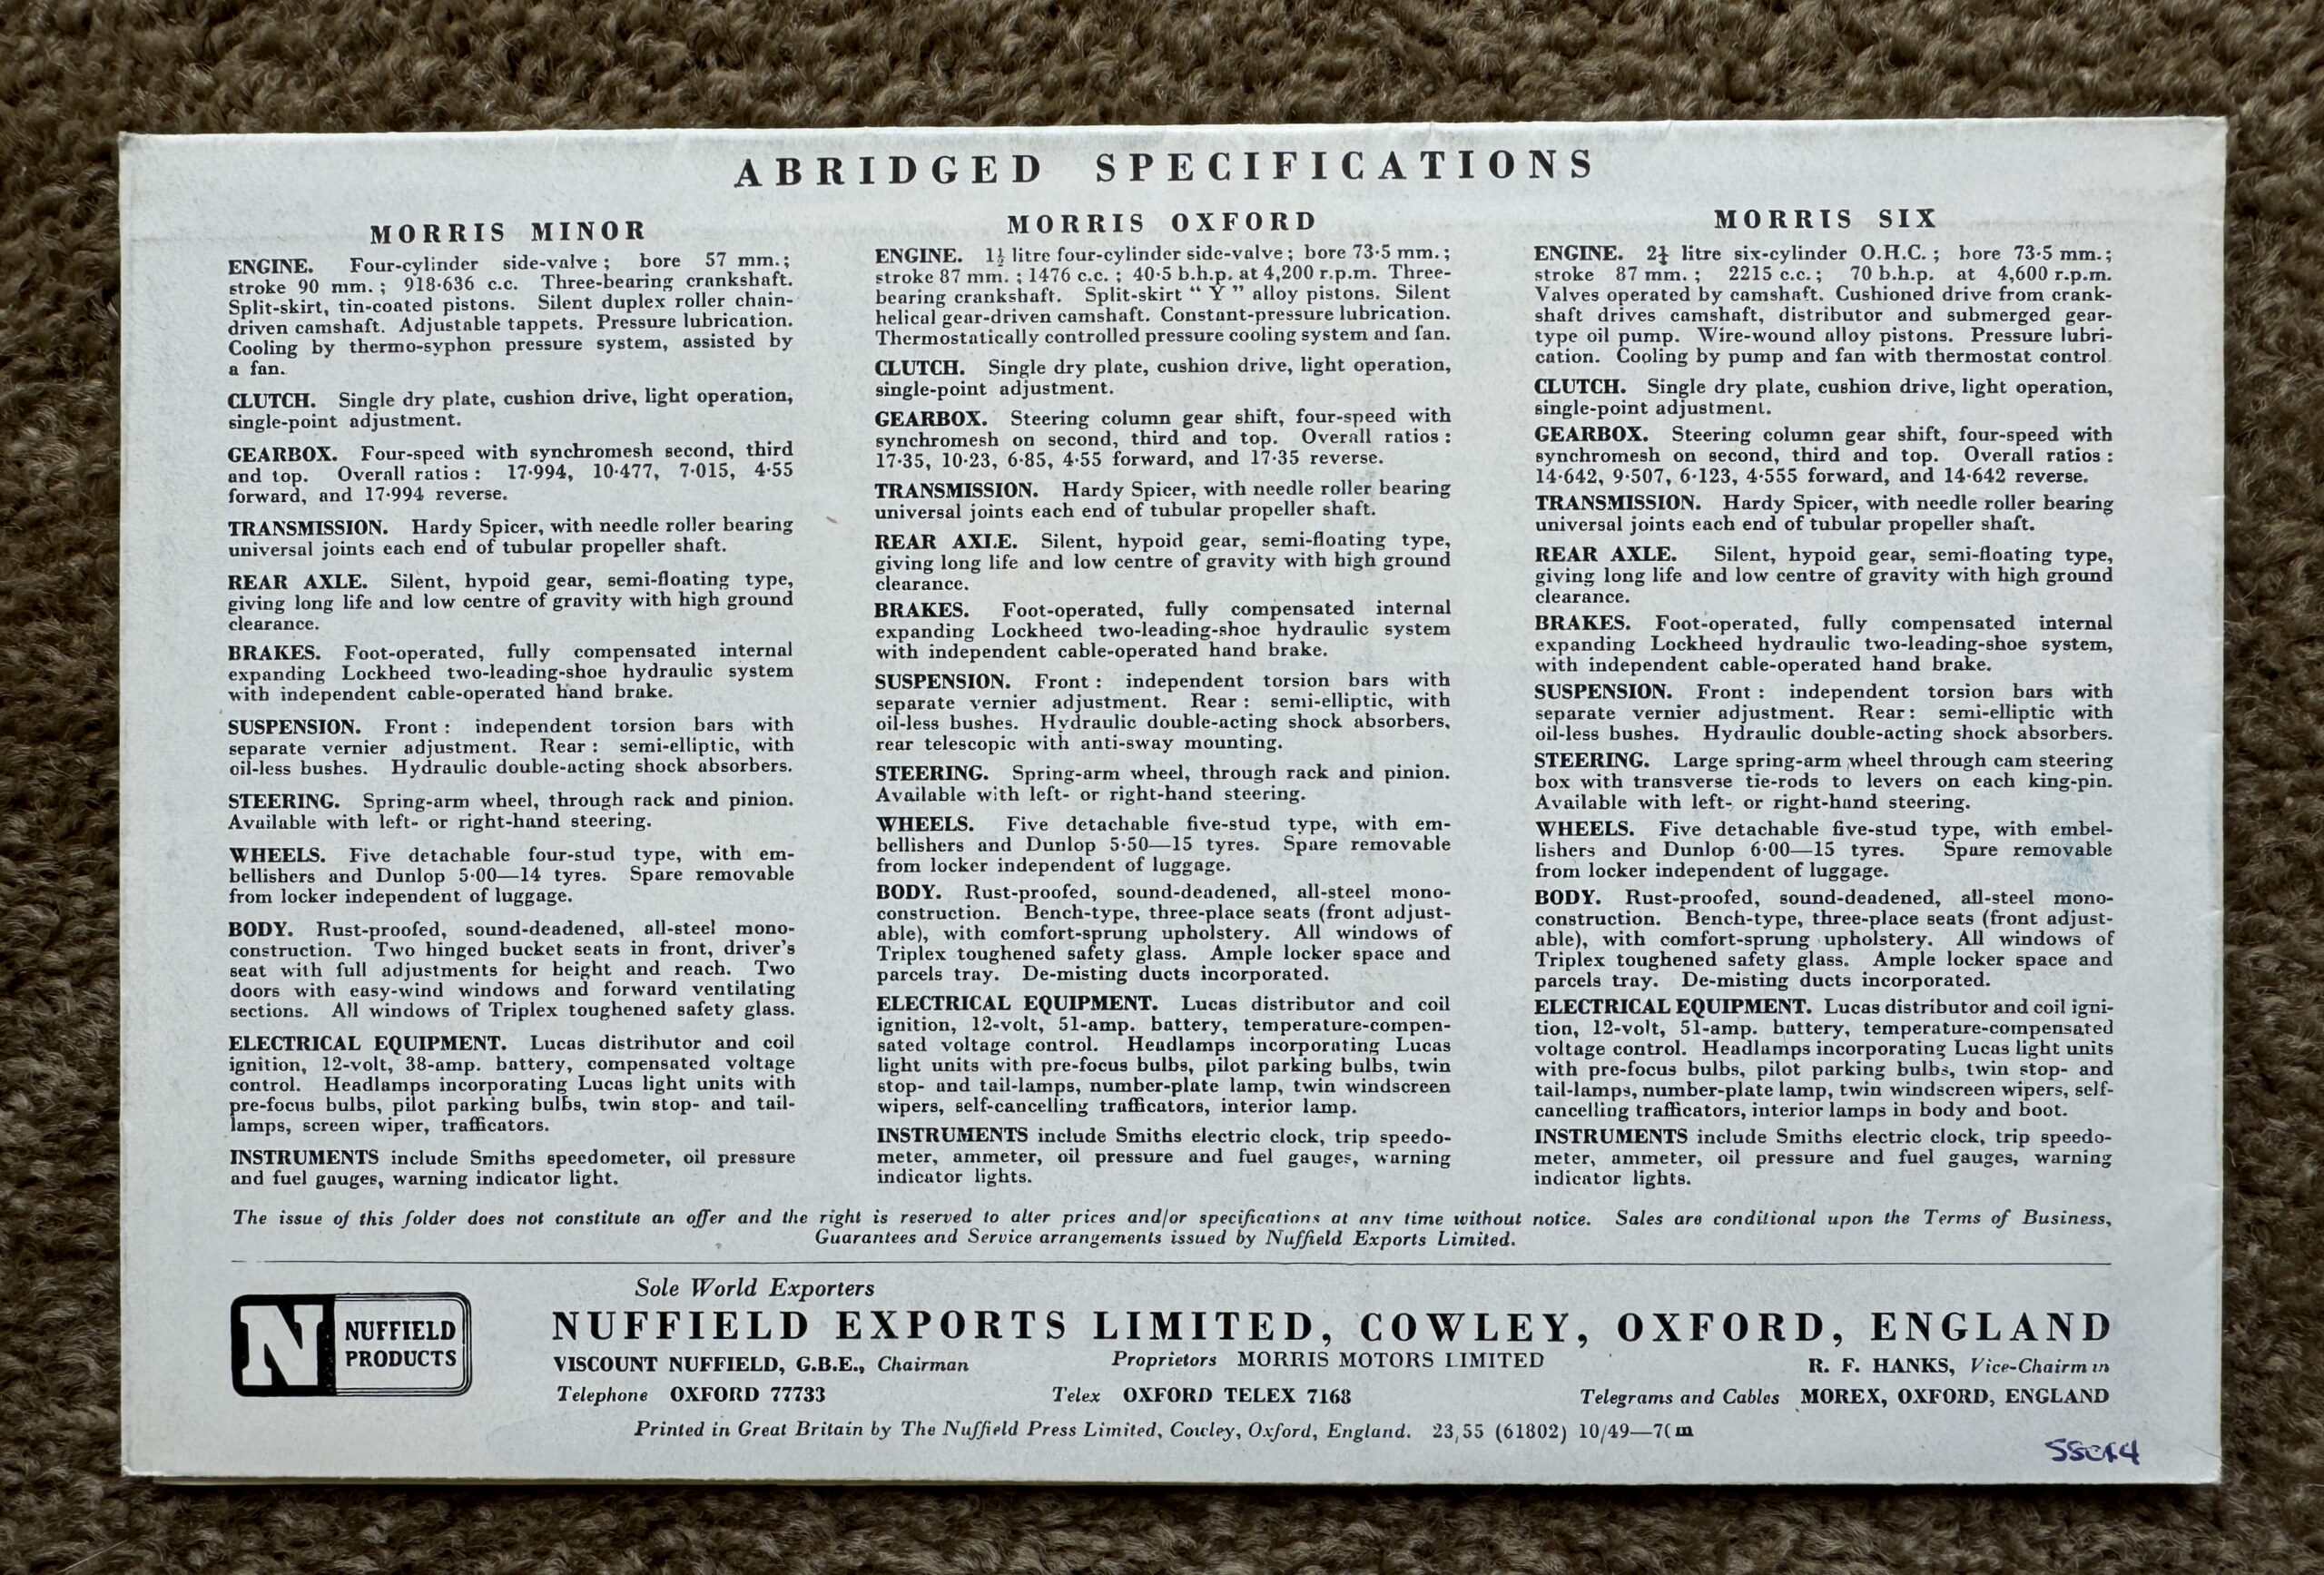 ABRIDGED SPECIFICATIONS
MORRIS MINOR
ENGINE. Four-cylinder side-valve; bore 57 mm.;
stroke 90 mm.; 918·636 c.c. Three-bearing crankshaft.
Split-skirt, tin-coated pistons. Silent duplex roller chain-
driven camshaft. Adjustable tappets. Pressure lubrication.
Cooling by thermo-syphon pressure system, assisted by
a fan.
CLUTCH. Single dry plate, cushion drive, light operation,
single-point adjustment.
GEARBOX. Four-speed with synchromesh second, third
and top. Overall ratios: 17·994, 10·477, 7·015, 4·55
forward, and 17·994 reverse.
TRANSMISSION. Hardy Spicer, with needle roller bearing
universal joints each end of tubular propeller shaft.
REAR AXLE. Silent, hypoid gear, semi-floating type,
giving long life and low centre of gravity with high ground
clearance.
BRAKES. Foot-operated, fully compensated internal
expanding Lockheed two-leading-shoe hydraulic system
with independent cable-operated hand brake.
SUSPENSION. Front: independent torsion bars with
separate vernier adjustment. Rear: semi-elliptic, with
oil-less bushes. Hydraulic double-acting shock absorbers.
STEERING. Spring-arm wheel, through rack and pinion.
Available with left- or right-hand steering.
WHEELS. Five detachable four-stud type, with em-
bellishers and Dunlop 5·00—14 tyres. Spare removable
from locker independent of luggage.
BODY. Rust-proofed, sound-deadened, all-steel mono-
construction. Two hinged bucket seats in front, driver's
seat with full adjustments for height and reach. Two
doors with easy-wind windows and forward ventilating
sections. All windows of Triplex toughened safety glass.
ELECTRICAL EQUIPMENT. Lucas distributor and coil
ignition, 12-volt, 38-amp. battery, compensated voltage
control. Headlamps incorporating Lucas light units with
pre-focus bulbs, pilot parking bulbs, twin stop- and tail-
lamps, screen wiper, trafficators.
INSTRUMENTS include Smiths speedometer, oil pressure
and fuel gauges, warning indicator light.
MORRIS OXFORD
ENGINE. 1½ litre four-cylinder side-valve; bore 73·5 mm.;
stroke 87 mm.; 1476 c.c.; 40·5 b.h.p. at 4,200 r.p.m. Three-
bearing crankshaft. Split-skirt "Y" alloy pistons. Silent
helical gear-driven camshaft. Constant-pressure lubrication.
Thermostatically controlled pressure cooling system and fan.
CLUTCH. Single dry plate, cushion drive, light operation,
single-point adjustment.
GEARBOX. Steering column gear shift, four-speed with
synchromesh on second, third and top. Overall ratios:
17·35, 10·23, 6·85, 4·55 forward, and 17·35 reverse.
TRANSMISSION. Hardy Spicer, with needle roller bearing
universal joints each end of tubular propeller shaft.
REAR AXLE. Silent, hypoid gear, semi-floating type,
giving long life and low centre of gravity with high ground
clearance.
BRAKES. Foot-operated, fully compensated internal
expanding Lockheed two-leading-shoe hydraulic system
with independent cable-operated hand brake.
SUSPENSION. Front: independent torsion bars with
separate vernier adjustment. Rear: semi-elliptic, with
oil-less bushes. Hydraulic double-acting shock absorbers,
rear telescopic with anti-sway mounting.
STEERING. Spring-arm wheel, through rack and pinion.
Available with left- or right-hand steering.
WHEELS. Five detachable five-stud type, with em-
bellishers and Dunlop 5·50—15 tyres. Spare removable
from locker independent of luggage.
BODY. Rust-proofed, sound-deadened, all-steel mono-
construction. Bench-type, three-place seats (front adjust-
able), with comfort-sprung upholstery. All windows of
Triplex toughened safety glass. Ample locker space and
parcels tray. De-misting ducts incorporated.
ELECTRICAL EQUIPMENT. Lucas distributor and coil
ignition, 12-volt, 51-amp. battery, temperature-compen-
sated voltage control. Headlamps incorporating Lucas
light units with pre-focus bulbs, pilot parking bulbs, twin
stop- and tail-lamps, number-plate lamp, twin windscreen
wipers, self-cancelling trafficators, interior lamp.
INSTRUMENTS include Smiths electric clock, trip speedo-
meter, ammeter, oil pressure and fuel gauges, warning
indicator lights.
MORRIS SIX
ENGINE. 2¼ litre six-cylinder O.H.C.; bore 73·5 mm.;
stroke 87 mm.; 2215 c.c.; 70 b.h.p. at 4,600 r.p.m.
Valves operated by camshaft. Cushioned drive from crank-
shaft drives camshaft, distributor and submerged gear-
type oil pump. Wire-wound alloy pistons. Pressure lubri-
cation. Cooling by pump and fan with thermostat control.
CLUTCH. Single dry plate, cushion drive, light operation,
single-point adjustment.
GEARBOX. Steering column gear shift, four-speed with
synchromesh on second, third and top. Overall ratios:
14·642, 9·507, 6·123, 4·555 forward, and 14·642 reverse.
TRANSMISSION. Hardy Spicer, with needle roller bearing
universal joints each end of tubular propeller shaft.
REAR AXLE. Silent, hypoid gear, semi-floating type,
giving long life and low centre of gravity with high ground
clearance.
BRAKES. Foot-operated, fully compensated internal
expanding Lockheed hydraulic two-leading-shoe system,
with independent cable-operated hand brake.
SUSPENSION. Front: independent torsion bars with
separate vernier adjustment. Rear: semi-elliptic with
oil-less bushes. Hydraulic double-acting shock absorbers.
STEERING. Large spring-arm wheel through cam steering
box with transverse tie-rods to levers on each king-pin.
Available with left- or right-hand steering.
WHEELS. Five detachable five-stud type, with embel-
lishers and Dunlop 6·00—15 tyres. Spare removable
from locker independent of luggage.
BODY. Rust-proofed, sound-deadened, all-steel mono-
construction. Bench-type, three-place seats (front adjust-
able), with comfort-sprung upholstery. All windows of
Triplex toughened safety glass. Ample locker space and
parcels tray. De-misting ducts incorporated.
ELECTRICAL EQUIPMENT. Lucas distributor and coil igni-
tion, 12-volt, 51-amp. battery, temperature-compensated
voltage control. Headlamps incorporating Lucas light units
with pre-focus bulbs, pilot parking bulbs, twin stop- and
tail-lamps, number-plate lamp, twin windscreen wipers, self-
cancelling trafficators, interior lamps in body and boot.
INSTRUMENTS include Smiths electric clock, trip speedo-
meter, ammeter, oil pressure and fuel gauges, warning
indicator lights.
The issue of this folder does not constitute an offer and the right is reserved to alter prices and/or specifications at any time without notice. Sales are conditional upon the Terms of Business,
Guarantees and Service arrangements issued by Nuffield Exports Limited.
N NUFFIELD
PRODUCTS
Sole World Exporters
NUFFIELD EXPORTS LIMITED, COWLEY, OXFORD, ENGLAND
VISCOUNT NUFFIELD, G.B.E., Chairman Proprietors MORRIS MOTORS LIMITED R. F. HANKS, Vice-Chairman
Telephone OXFORD 77733 Telex OXFORD TELEX 7168 Telegrams and Cables MOREX, OXFORD, ENGLAND
Printed in Great Britain by The Nuffield Press Limited, Cowley, Oxford, England. 23/55 (61802) 10/49